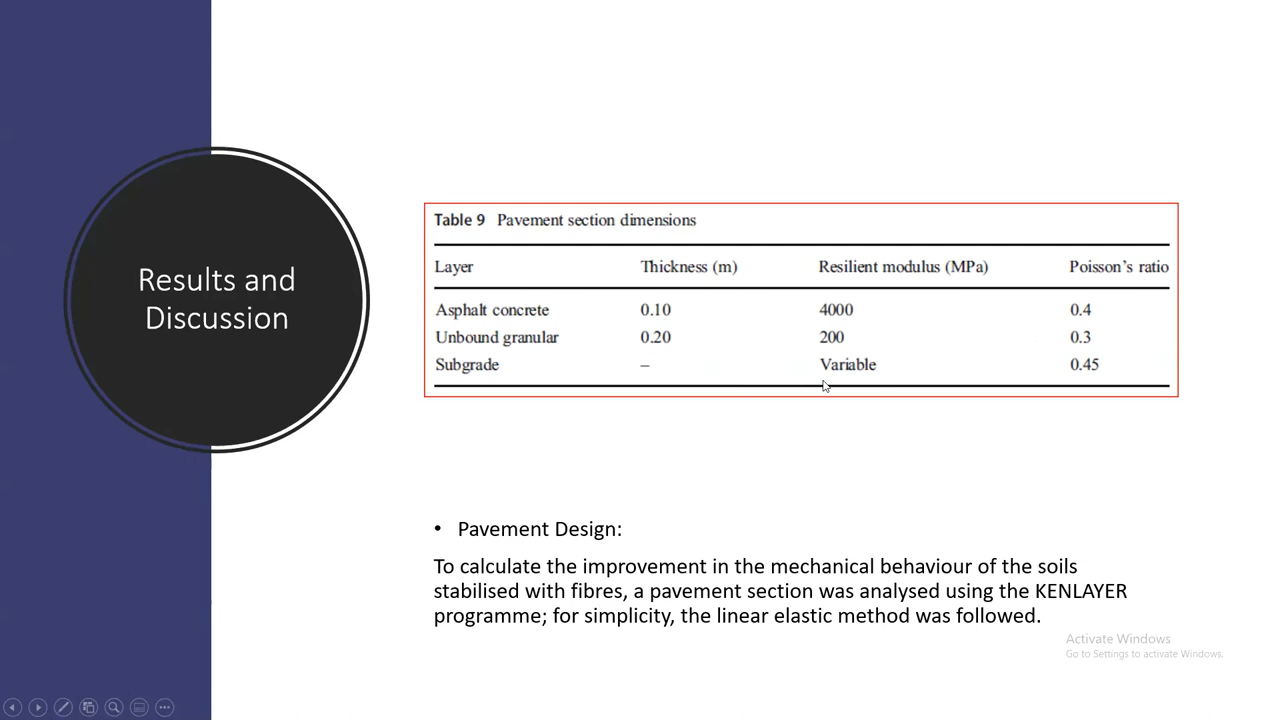 Results and
Discussion
Table 9 Pavement section dimensions
Layer Thickness (m) Resilient modulus (MPa) Poisson's ratio
Asphalt concrete 0.10 4000 0.4
Unbound granular 0.20 200 0.3
Subgrade – Variable 0.45
• Pavement Design:
To calculate the improvement in the mechanical behaviour of the soils
stabilised with fibres, a pavement section was analysed using the KENLAYER
programme; for simplicity, the linear elastic method was followed.
Activate Windows
Go to Settings to activate Windows.